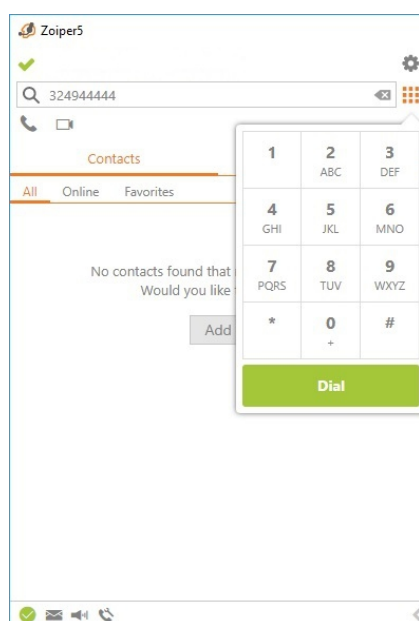 Zoiper5
324944444
Contacts
All Online Favorites
No contacts found that
Would you like
Add
1 2 3
ABC DEF
4 5 6
GHI JKL MNO
7 8 9
PQRS TUV WXYZ
* 0 #
+
Dial